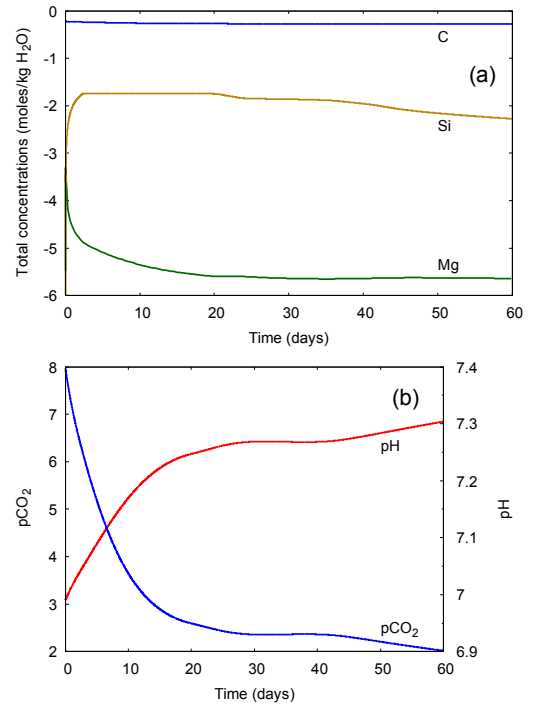 0
-1
-2
-3
-4
-5
-6
Total concentrations (moles/kg H₂O)
C
(a)
Si
Mg
0 10 20 30 40 50 60
Time (days)
8
7
6
5
4
3
2
pCO₂
(b)
pH
pCO₂
7.4
7.3
7.2
7.1
7
6.9
pH
0 10 20 30 40 50 60
Time (days)